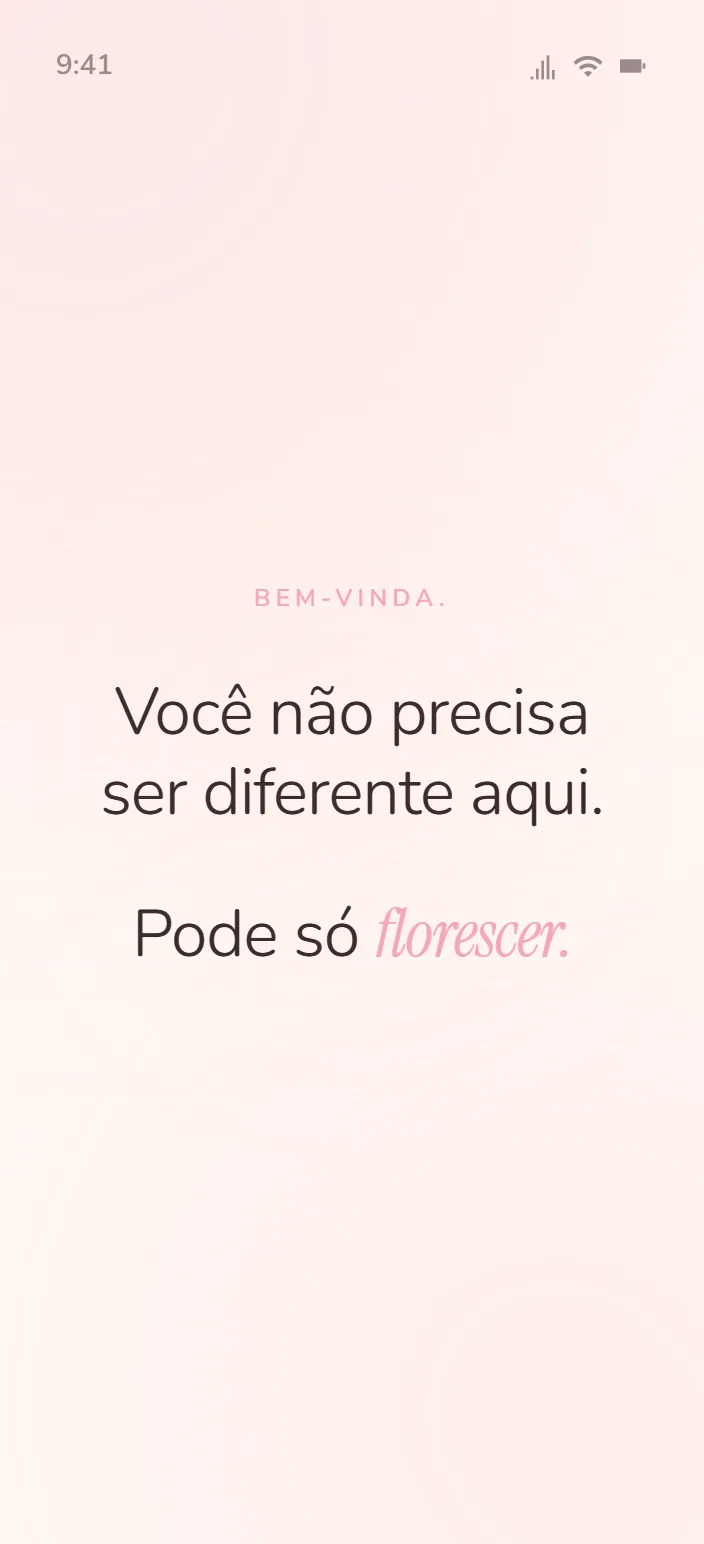 9:41
BEM-VINDA.
Você não precisa
ser diferente aqui.
Pode só florescer.